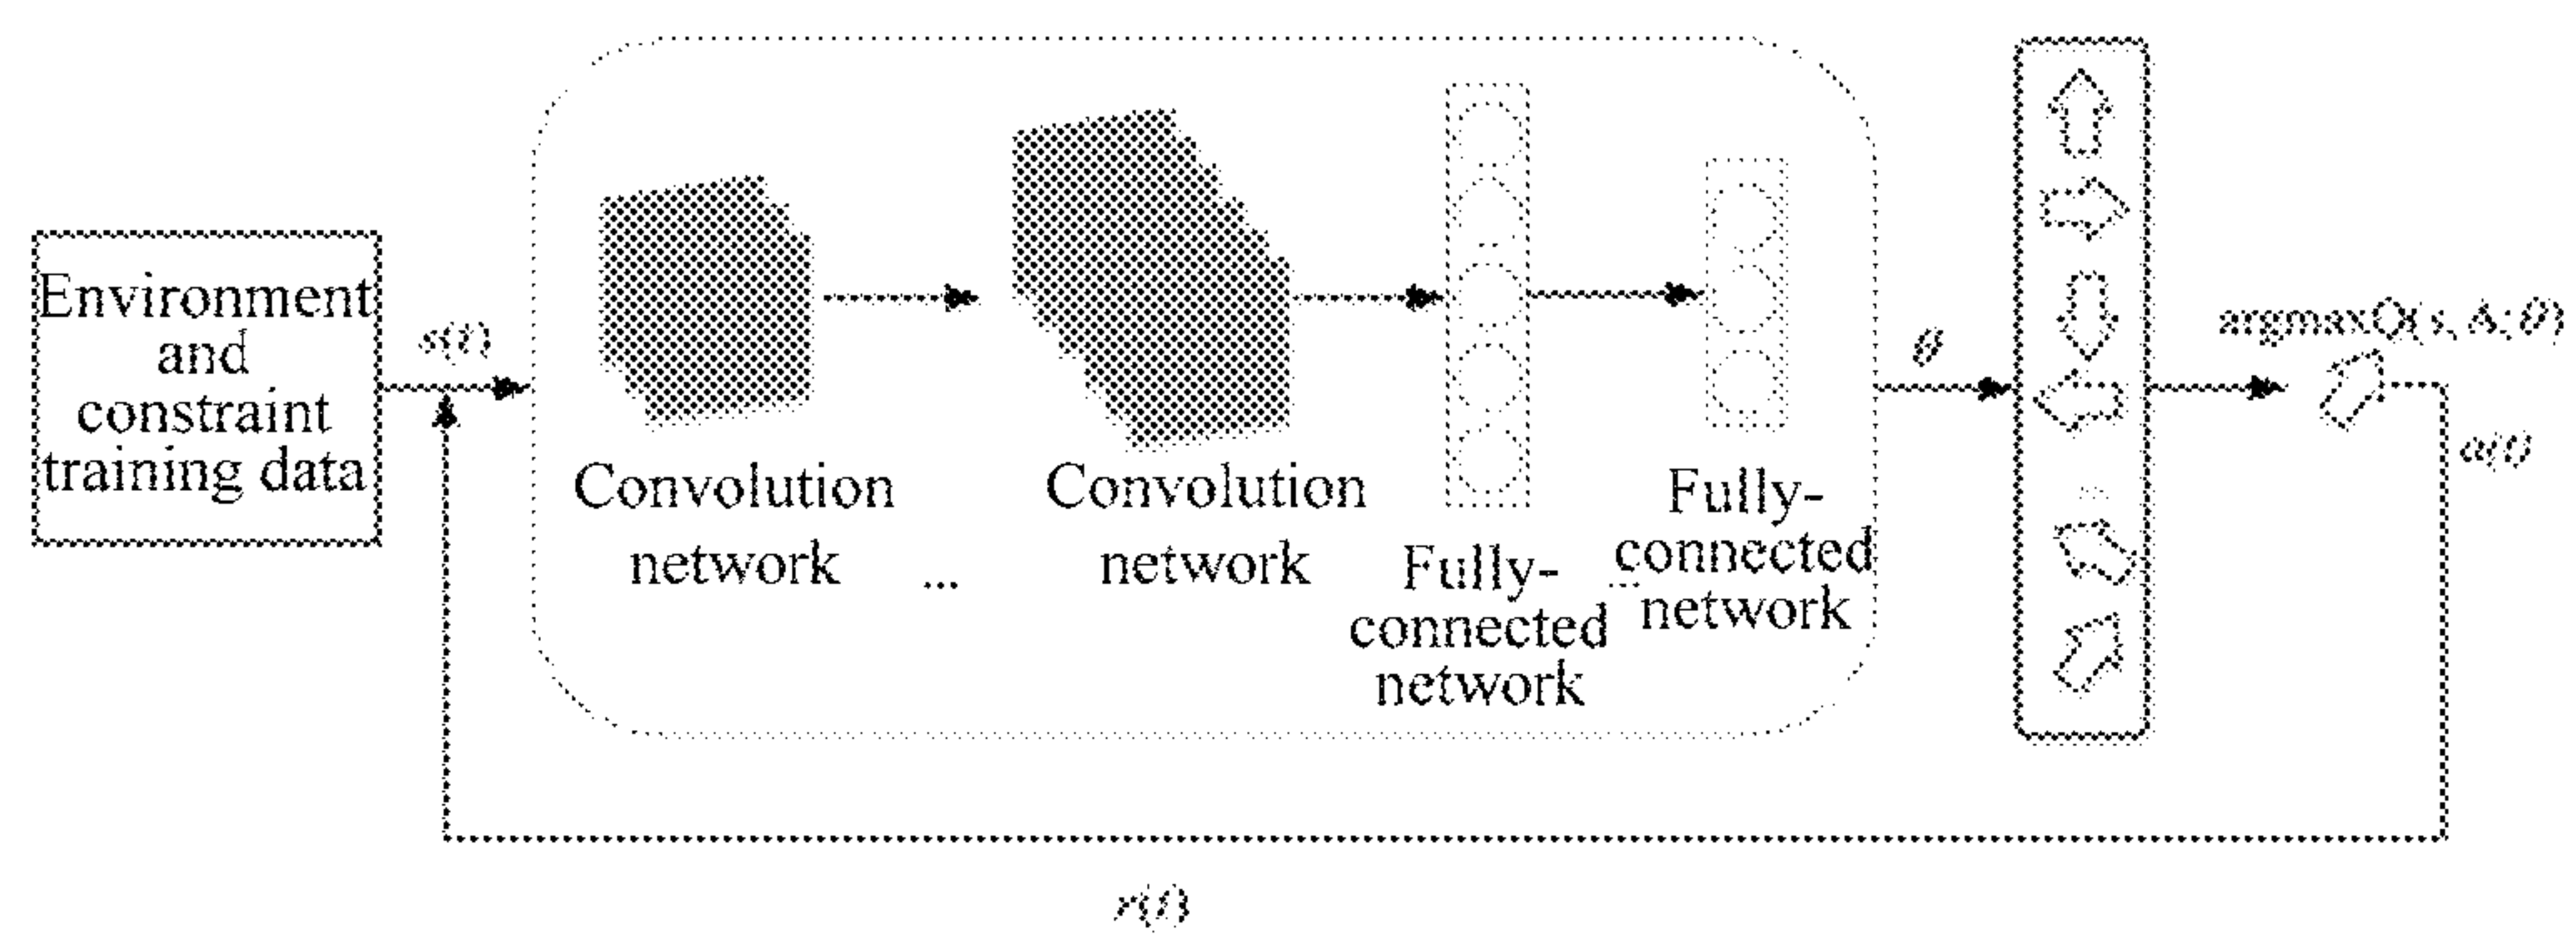 Environment
and
constraint
training data
s(t)
Convolution
network
...
Convolution
network
Fully-
connected
network
...
Fully-
connected
network
θ
argmaxQ(s, A; θ)
a(t)
r(t)